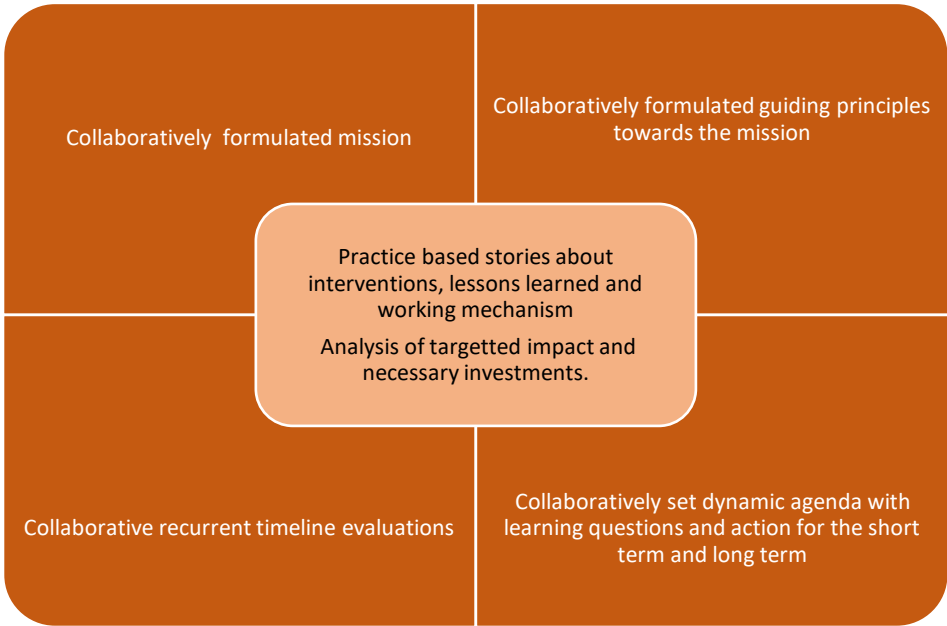 Collaboratively  formulated mission
Collaboratively formulated guiding principles
towards the mission
Practice based stories about
interventions, lessons learned and
working mechanism
Analysis of targetted impact and
necessary investments.
Collaborative recurrent timeline evaluations
Collaboratively set dynamic agenda with
learning questions and action for the short
term and long term